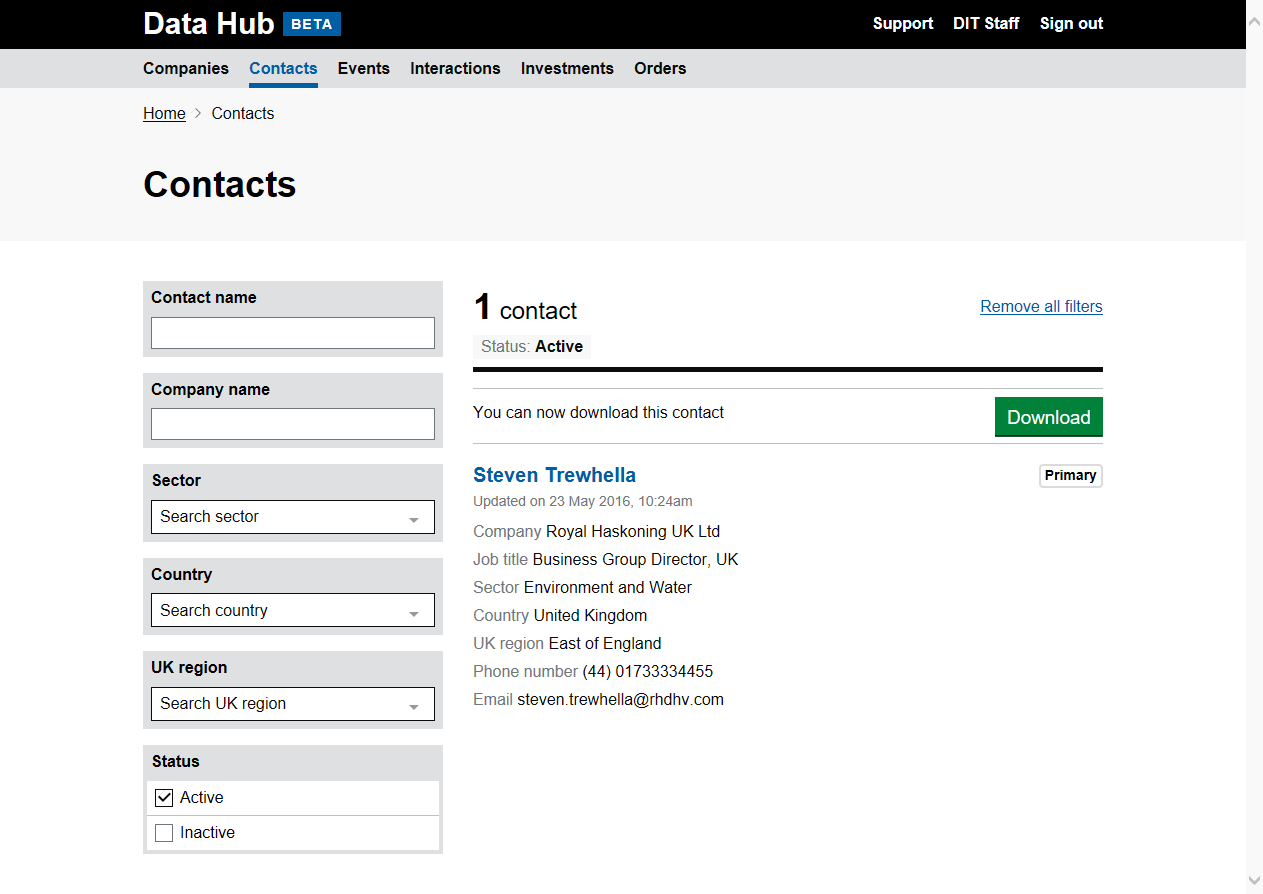 Data Hub BETA Support DIT Staff Sign out
Companies Contacts Events Interactions Investments Orders
Home Contacts
Contacts
Contact name
Company name
Sector
Search sector
Country
Search country
UK region
Search UK region
Status
Active
Inactive
1 contact Remove all filters
Status: Active
You can now download this contact Download
Steven Trewhella Primary
Updated on 23 May 2016, 10:24am
Company Royal Haskoning UK Ltd
Job title Business Group Director, UK
Sector Environment and Water
Country United Kingdom
UK region East of England
Phone number (44) 01733334455
Email steven.trewhella@rhdhv.com